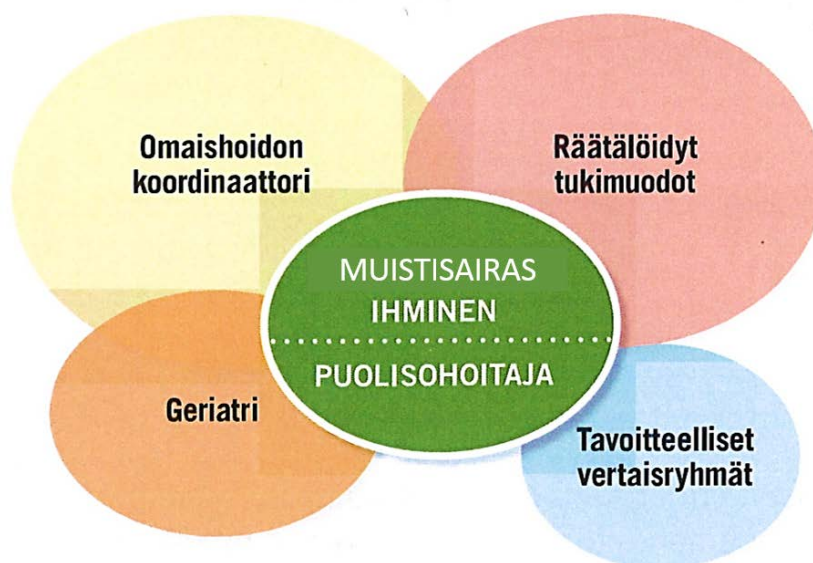 Omaishoidon
koordinaattori
Räätälöidyt
tukimuodot
MUISTISAIRAS
IHMINEN
PUOLISOHOITAJA
Geriatri
Tavoitteelliset
vertaisryhmät